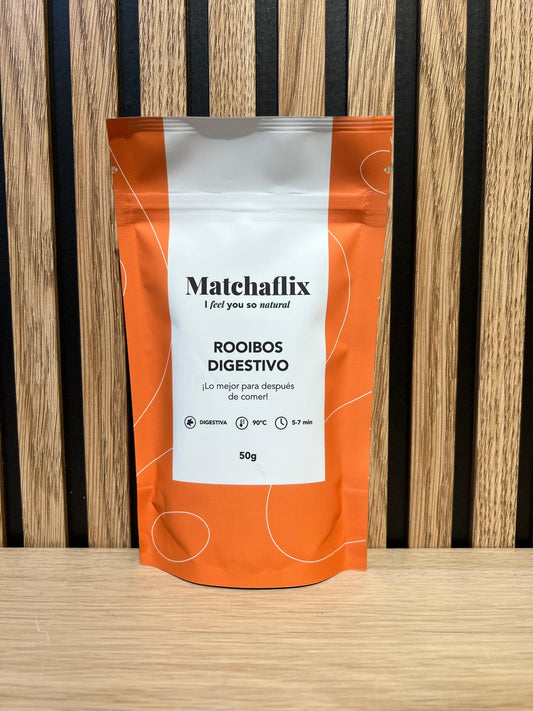 Matchaflix
I feel you so natural
ROOIBOS
DIGESTIVO
¡Lo mejor para después
de comer!
DIGESTIVA 90°C 5-7 min
50g